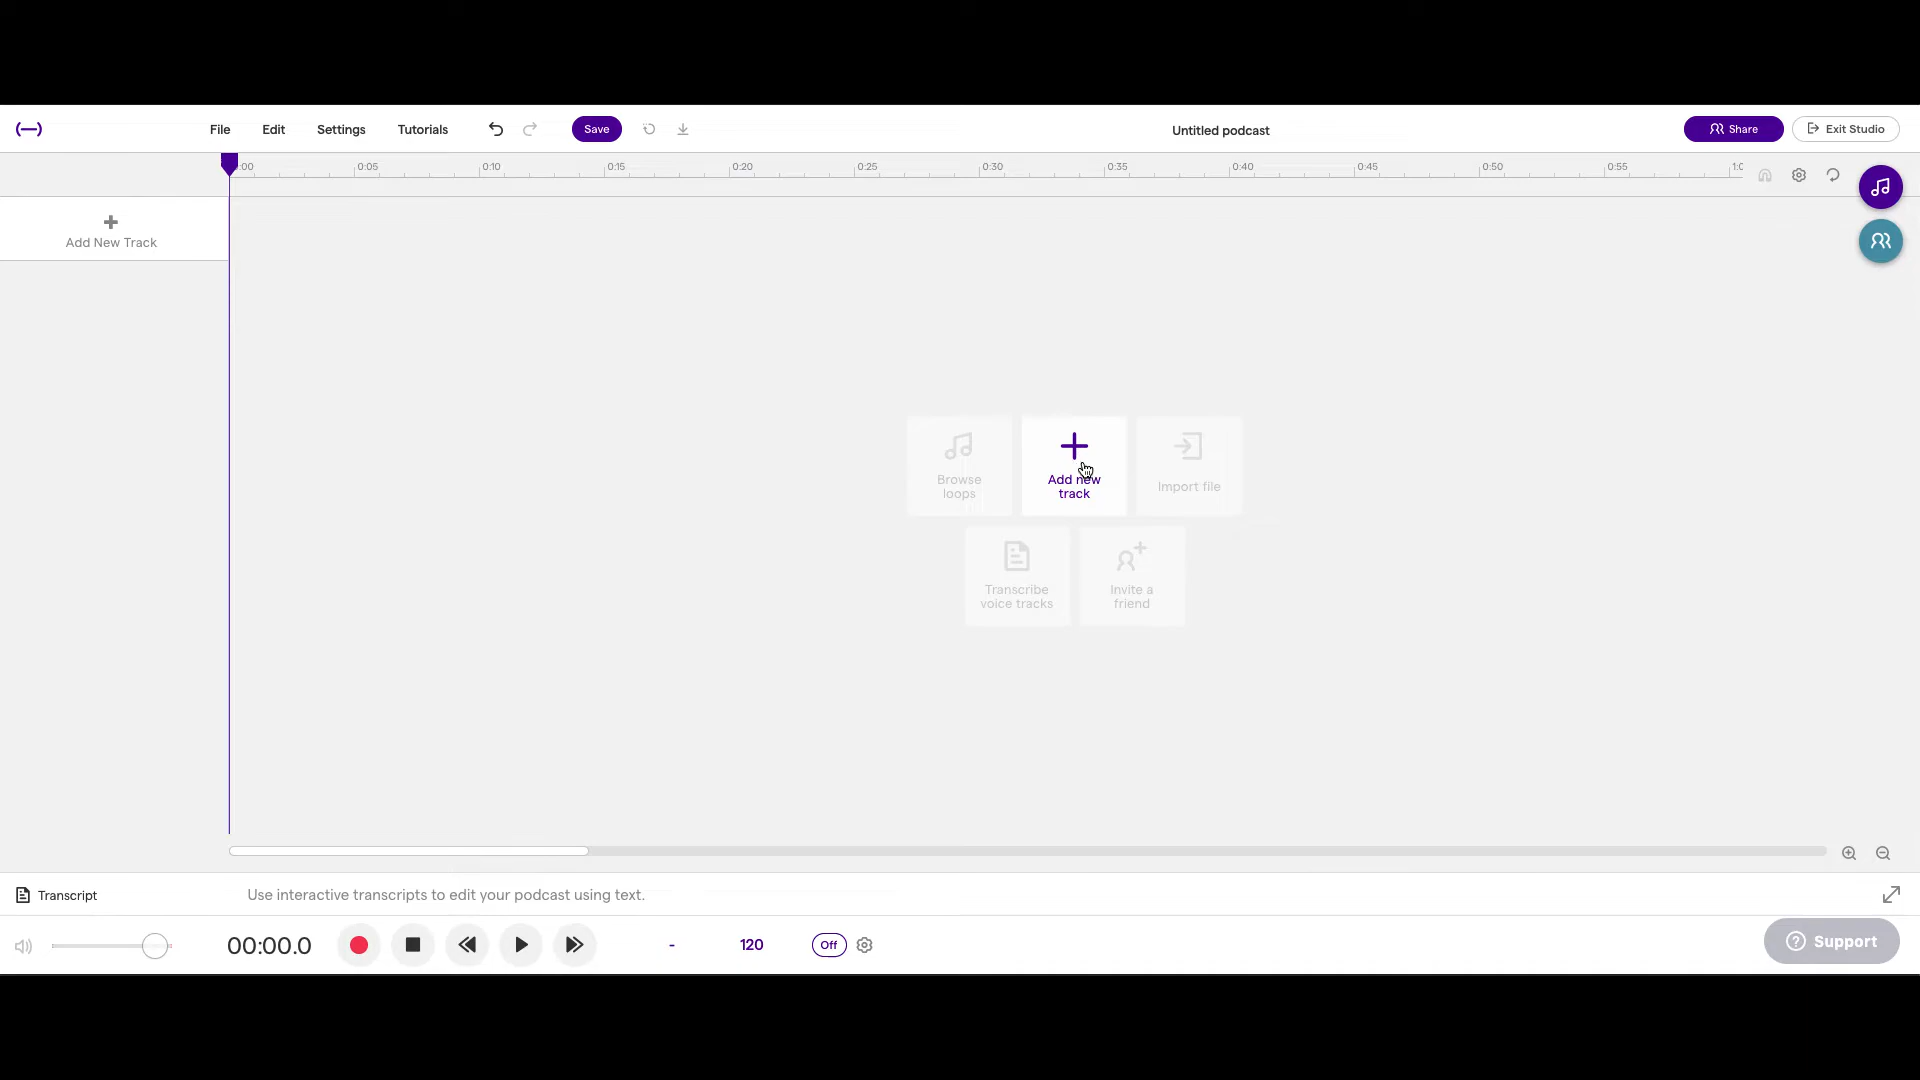 File Edit Settings Tutorials Save Untitled podcast Share Exit Studio
:00 0:05 0:10 0:15 0:20 0:25 0:30 0:35 0:40 0:45 0:50 0:55
Add New Track
Browse
loops
Add new
track
Import file
Transcribe
voice tracks
Invite a
friend
Transcript Use interactive transcripts to edit your podcast using text.
00:00.0 - 120 Off Support